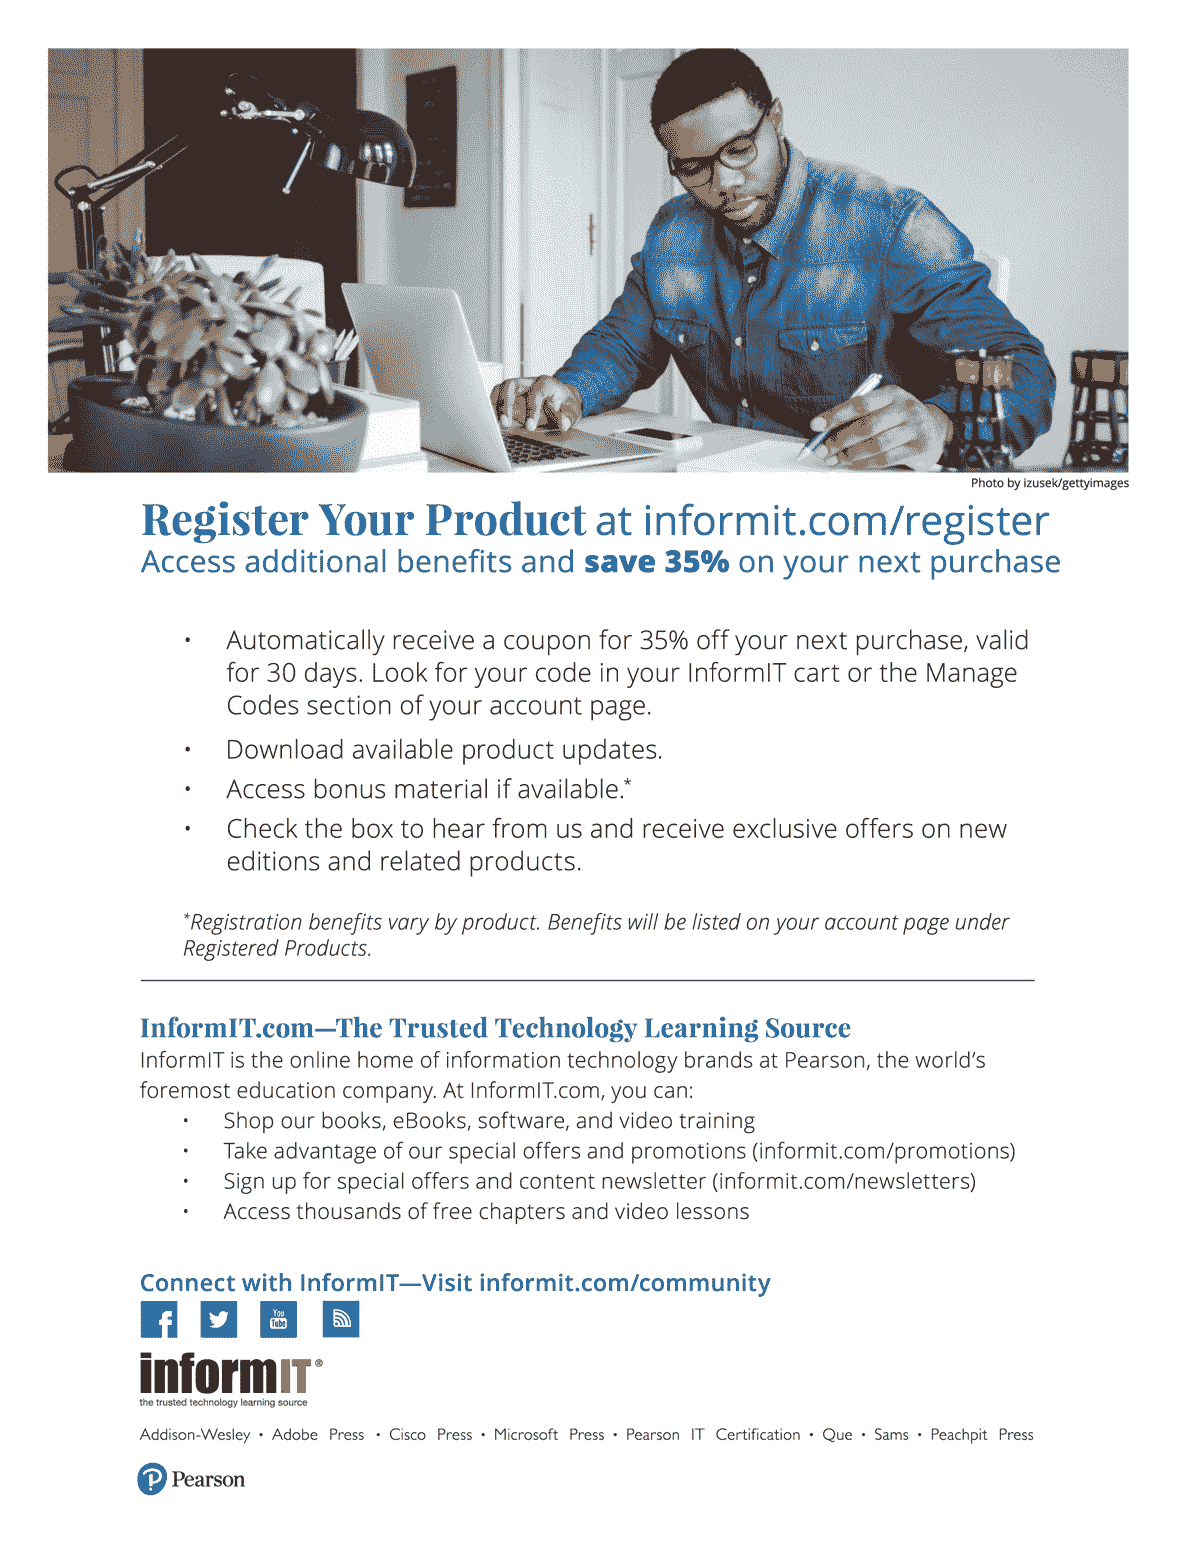 Photo by izusek/gettyimages
Register Your Product at informit.com/register
Access additional benefits and save 35% on your next purchase
• Automatically receive a coupon for 35% off your next purchase, valid
for 30 days. Look for your code in your InformIT cart or the Manage
Codes section of your account page.
• Download available product updates.
• Access bonus material if available.*
• Check the box to hear from us and receive exclusive offers on new
editions and related products.
*Registration benefits vary by product. Benefits will be listed on your account page under
Registered Products.
InformIT.com—The Trusted Technology Learning Source
InformIT is the online home of information technology brands at Pearson, the world's
foremost education company. At InformIT.com, you can:
• Shop our books, eBooks, software, and video training
• Take advantage of our special offers and promotions (informit.com/promotions)
• Sign up for special offers and content newsletter (informit.com/newsletters)
• Access thousands of free chapters and video lessons
Connect with InformIT—Visit informit.com/community
You
Tube
informIT®
the trusted technology learning source
Addison-Wesley • Adobe Press • Cisco Press • Microsoft Press • Pearson IT Certification • Que • Sams • Peachpit Press
Pearson